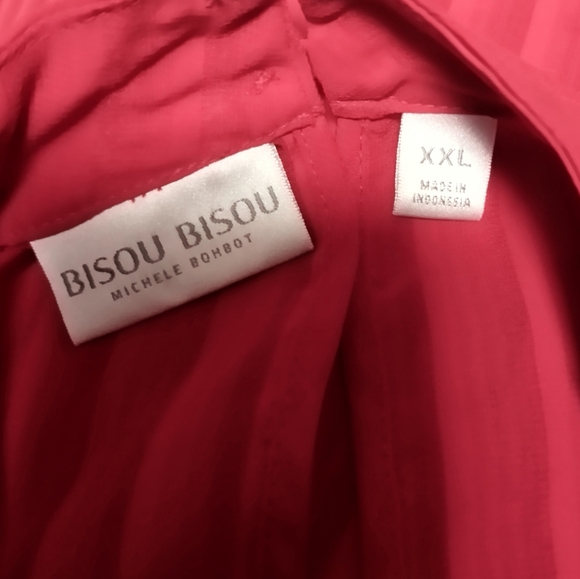 BISOU BISOU
MICHELE BOHBOT
XXL
MADE IN
INDONESIA